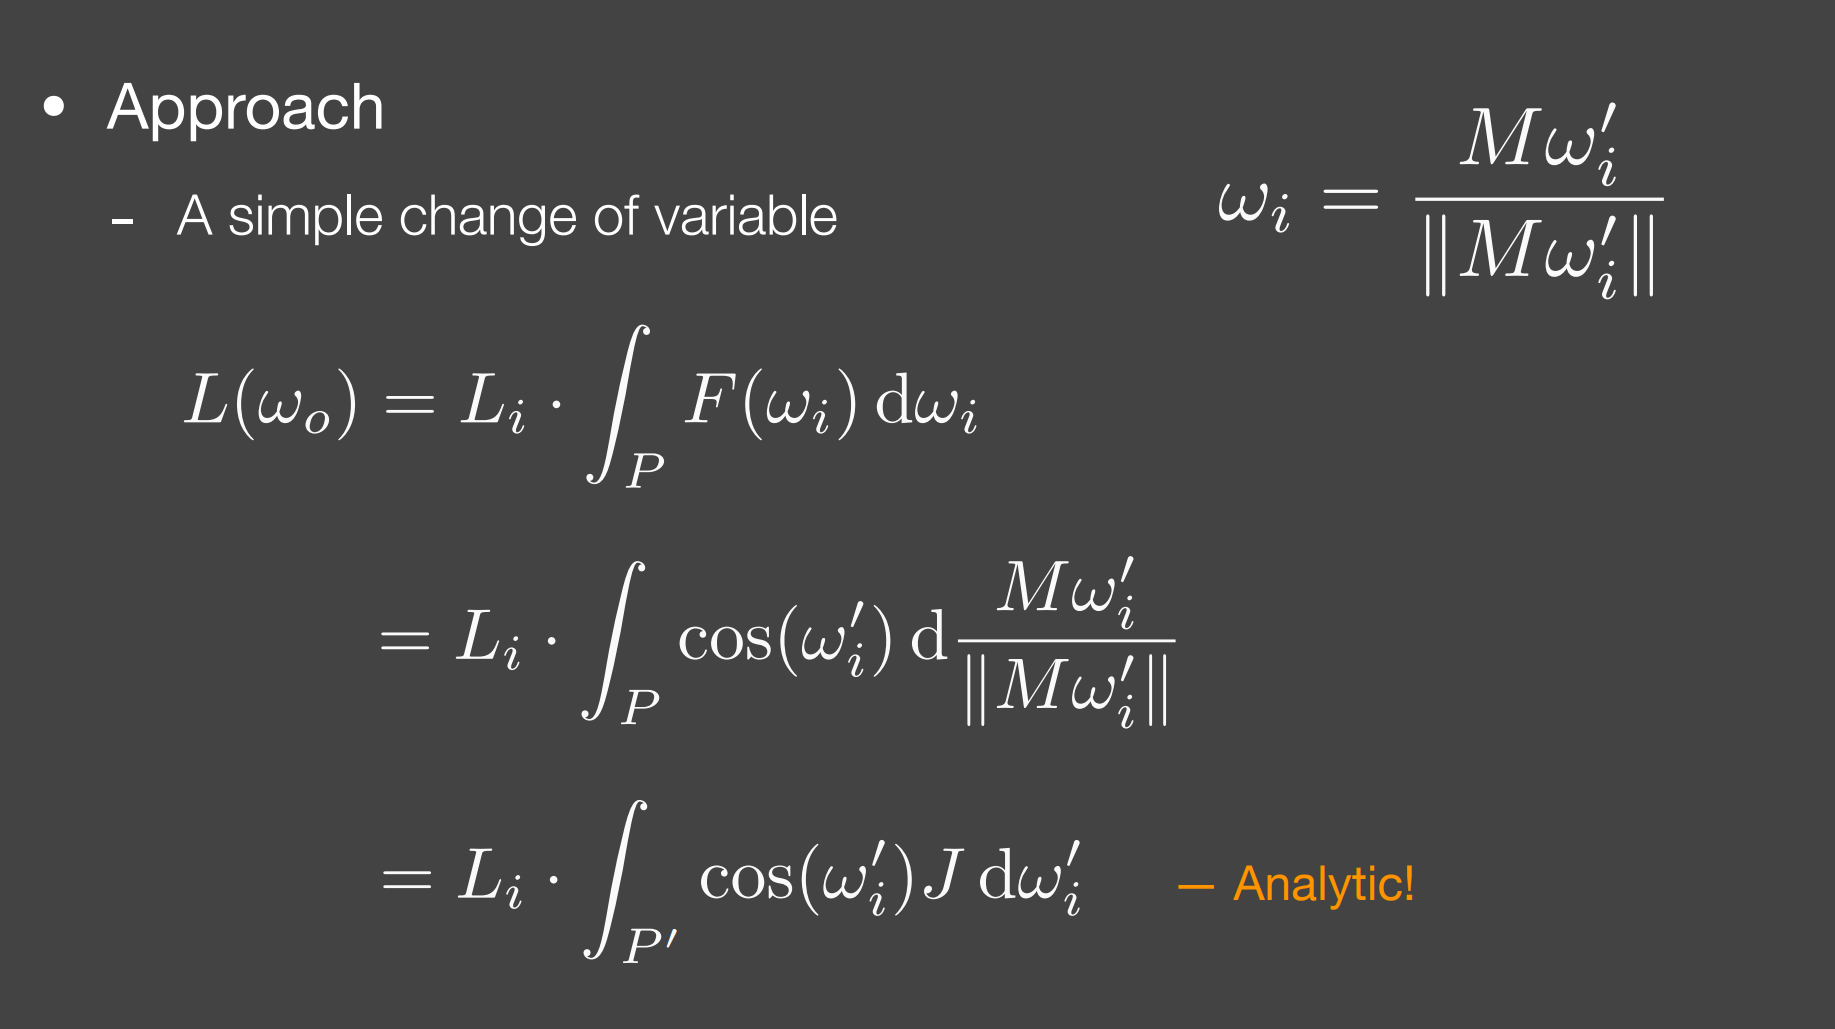 • Approach
- A simple change of variable
$\omega_i = \frac{M\omega_i'}{\|M\omega_i'\|}$
$L(\omega_o) = L_i \cdot \int_P F(\omega_i)\,\mathrm{d}\omega_i$
$= L_i \cdot \int_P \cos(\omega_i')\,\mathrm{d}\frac{M\omega_i'}{\|M\omega_i'\|}$
$= L_i \cdot \int_{P'} \cos(\omega_i') J\,\mathrm{d}\omega_i'$ — Analytic!